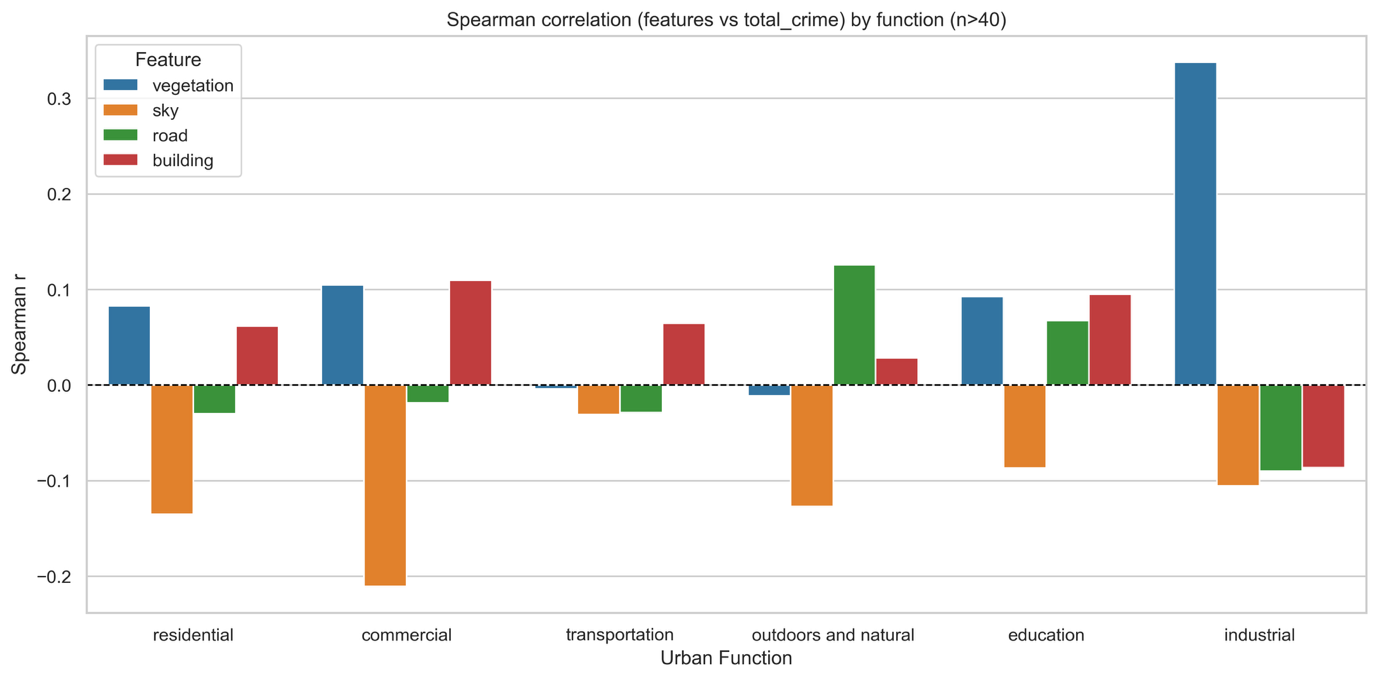 Spearman correlation (features vs total_crime) by function (n>40)
Feature
vegetation
sky
road
building
0.3
0.2
0.1
0.0
−0.1
−0.2
Spearman r
residential
commercial
transportation
outdoors and natural
education
industrial
Urban Function